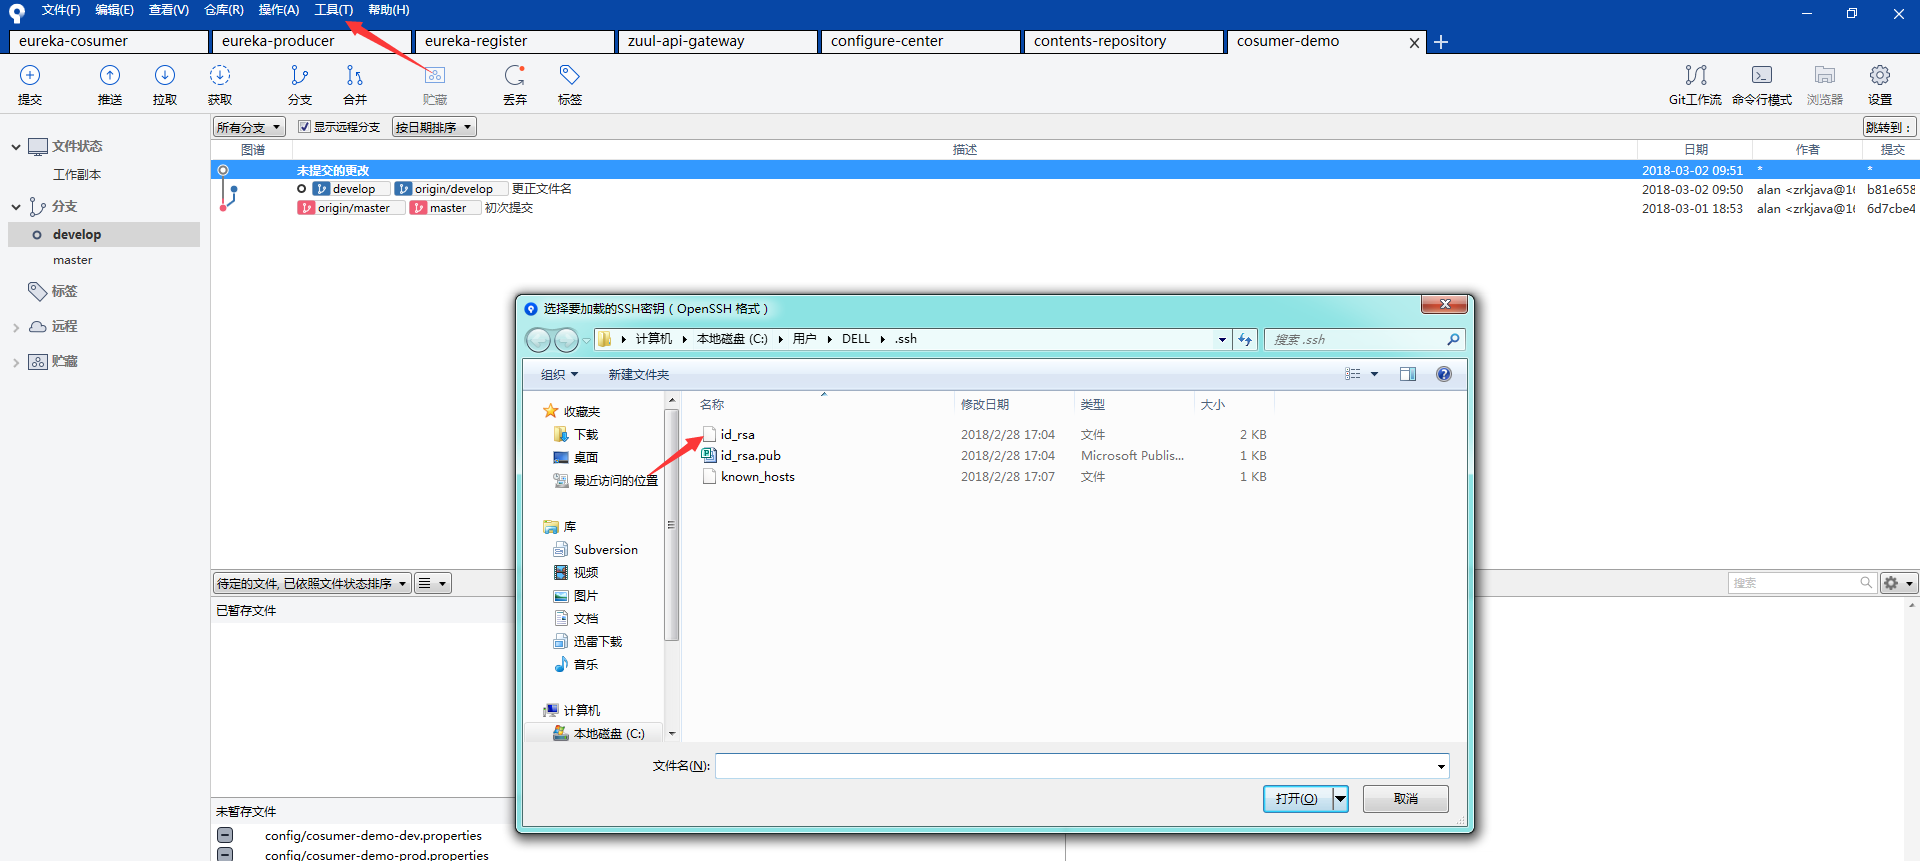 文件(F) 编辑(E) 查看(V) 仓库(R) 操作(A) 工具(T) 帮助(H)
eureka-cosumer eureka-producer eureka-register zuul-api-gateway configure-center contents-repository cosumer-demo
提交 推送 拉取 获取 分支 合并 贮藏 丢弃 标签 Git工作流 命令行模式 浏览器 设置
所有分支 显示远程分支 按日期排序 跳转到：
图谱 描述 日期 作者 提交
未提交的更改 2018-03-02 09:51 * *
develop origin/develop 更正文件名 2018-03-02 09:50 alan <zrkjava@16 b81e658
origin/master master 初次提交 2018-03-01 18:53 alan <zrkjava@16 6d7cbe4
文件状态
工作副本
分支
develop
master
标签
远程
贮藏
选择要加载的SSH密钥（OpenSSH 格式）
计算机 本地磁盘 (C:) 用户 DELL .ssh 搜索 .ssh
组织 新建文件夹
收藏夹
下载
桌面
最近访问的位置
库
Subversion
视频
图片
文档
迅雷下载
音乐
计算机
本地磁盘 (C:)
名称 修改日期 类型 大小
id_rsa 2018/2/28 17:04 文件 2 KB
id_rsa.pub 2018/2/28 17:04 Microsoft Publis... 1 KB
known_hosts 2018/2/28 17:07 文件 1 KB
文件名(N):
打开(O) 取消
待定的文件, 已依照文件状态排序 搜索
已暂存文件
未暂存文件
config/cosumer-demo-dev.properties
config/cosumer-demo-prod.properties